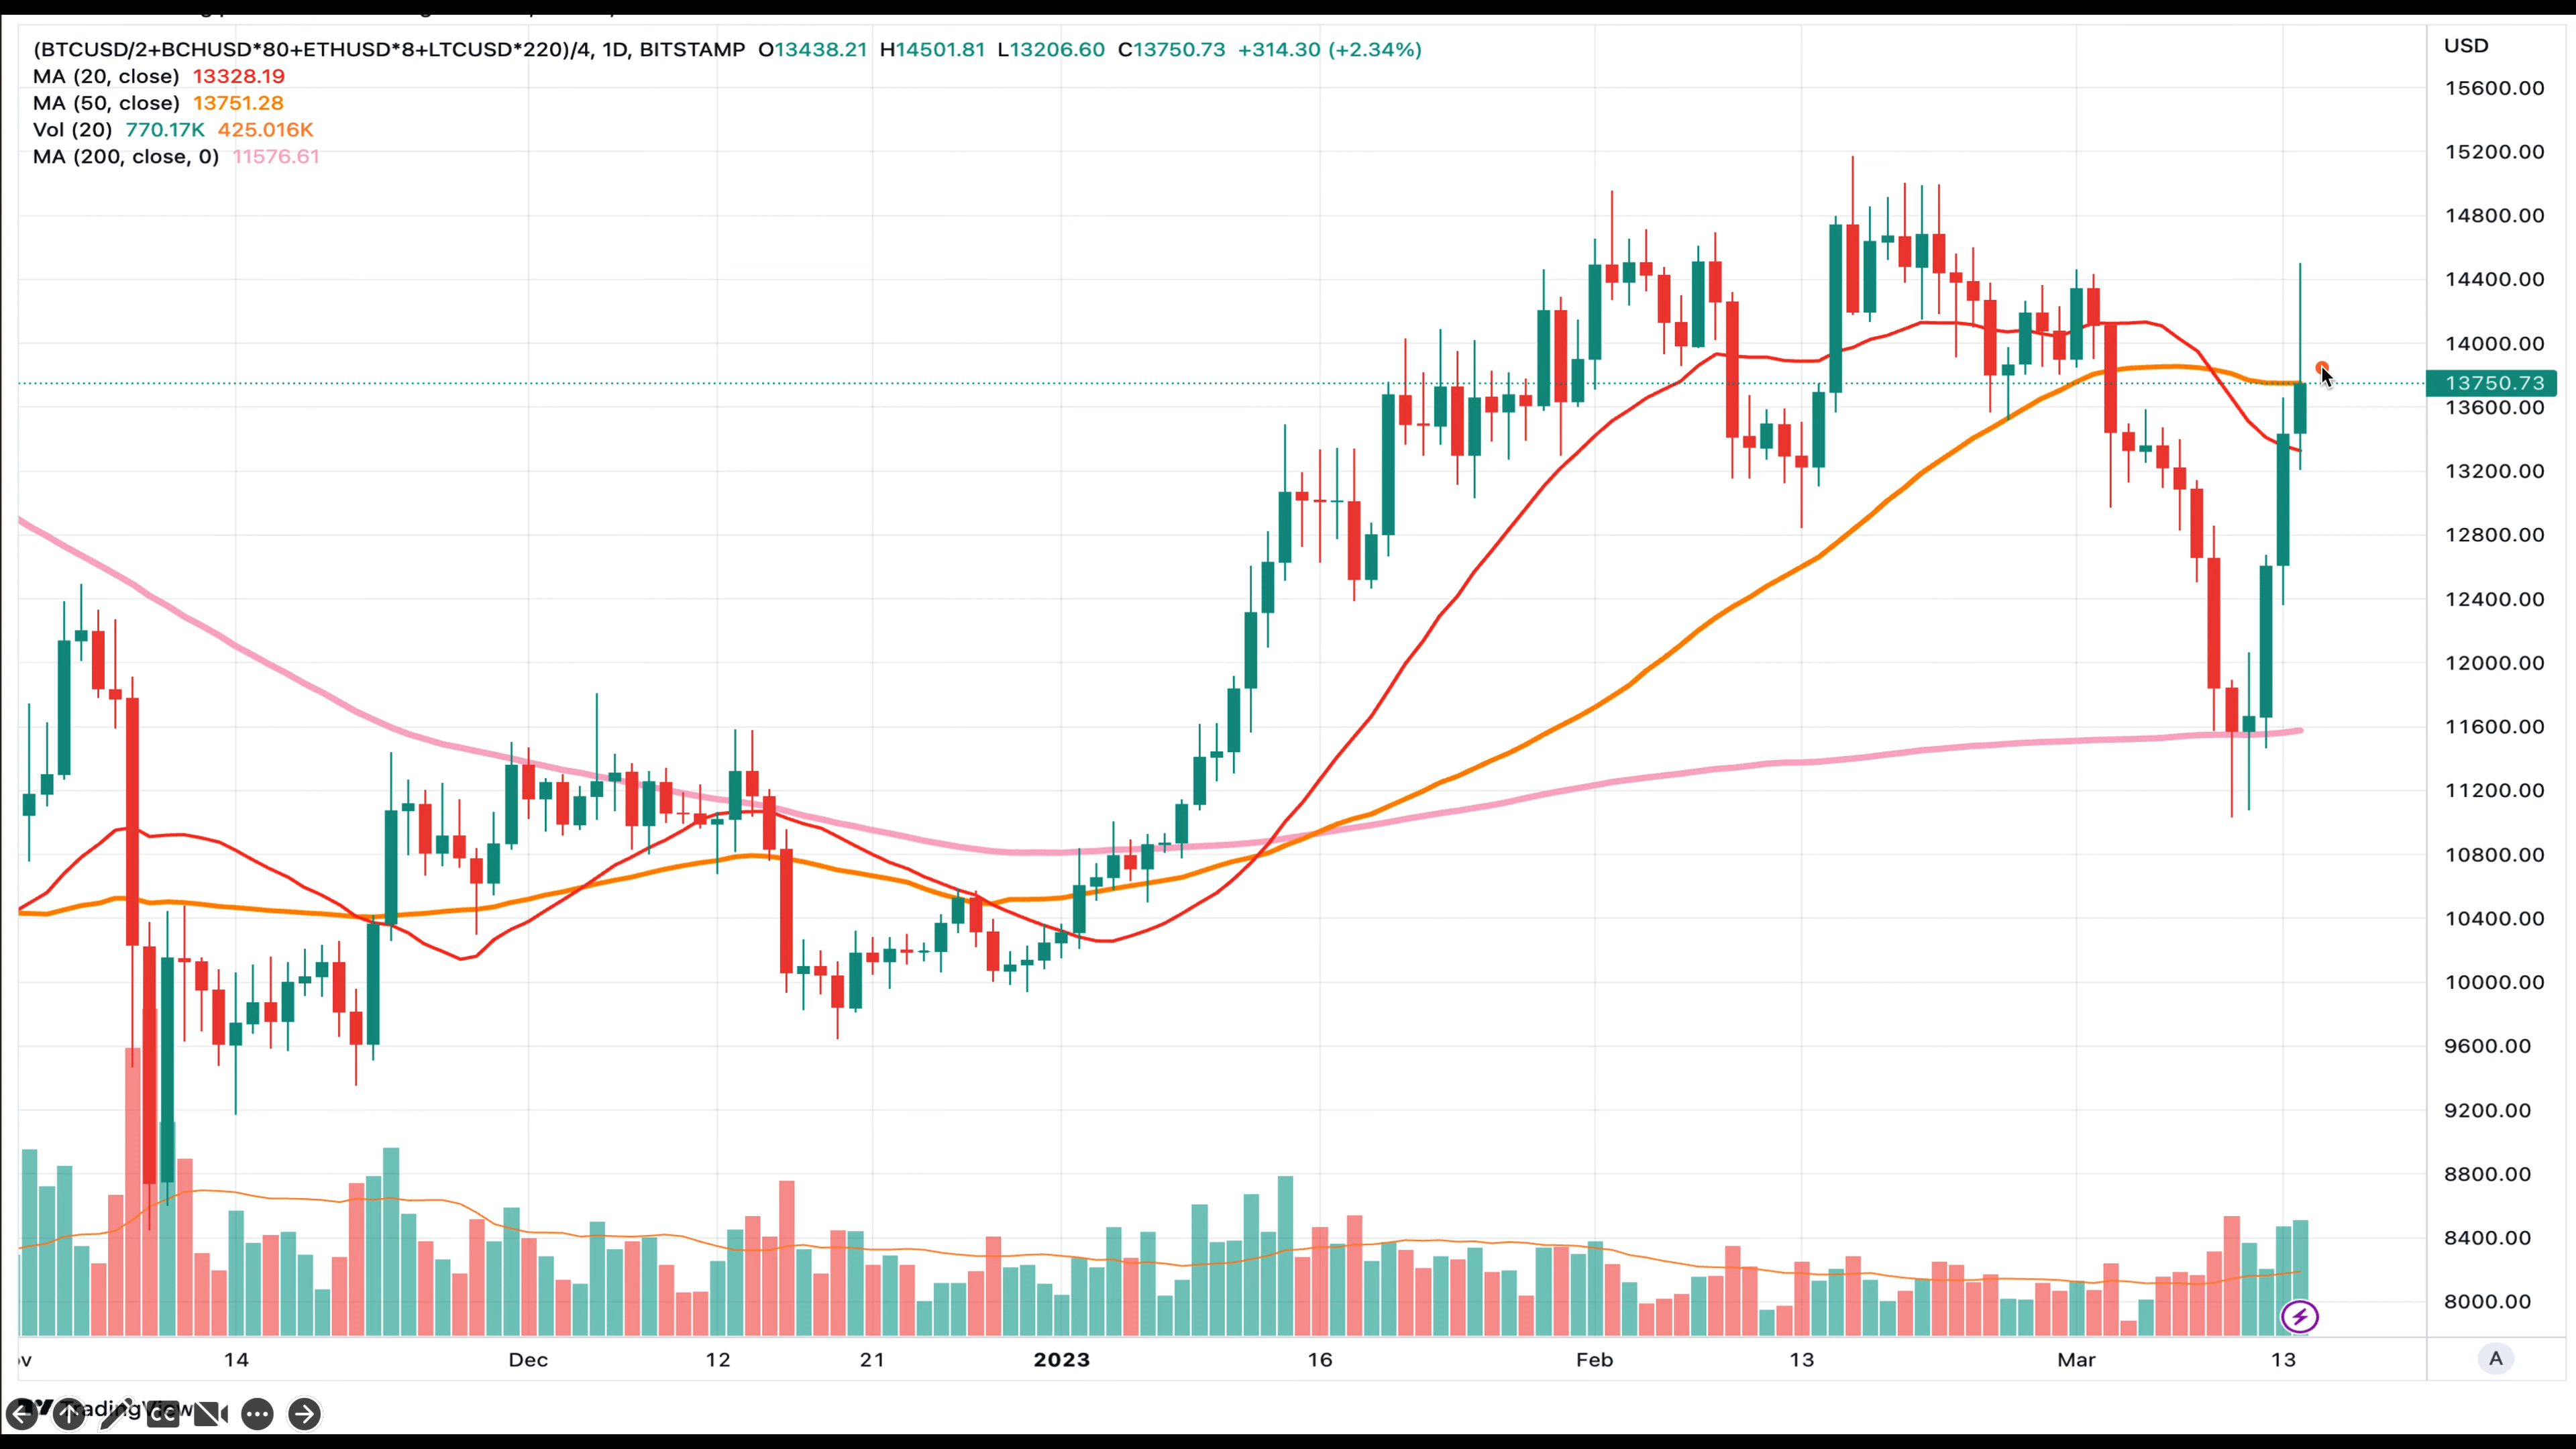 (BTCUSD/2+BCHUSD*80+ETHUSD*8+LTCUSD*220)/4, 1D, BITSTAMP O13438.21 H14501.81 L13206.60 C13750.73 +314.30 (+2.34%)
MA (20, close) 13328.19
MA (50, close) 13751.28
Vol (20) 770.17K 425.016K
MA (200, close, 0) 11576.61
USD
15600.00
15200.00
14800.00
14400.00
14000.00
13750.73
13600.00
13200.00
12800.00
12400.00
12000.00
11600.00
11200.00
10800.00
10400.00
10000.00
9600.00
9200.00
8800.00
8400.00
8000.00
14 Dec 12 21 2023 16 Feb 13 Mar 13 A
TradingView
CC